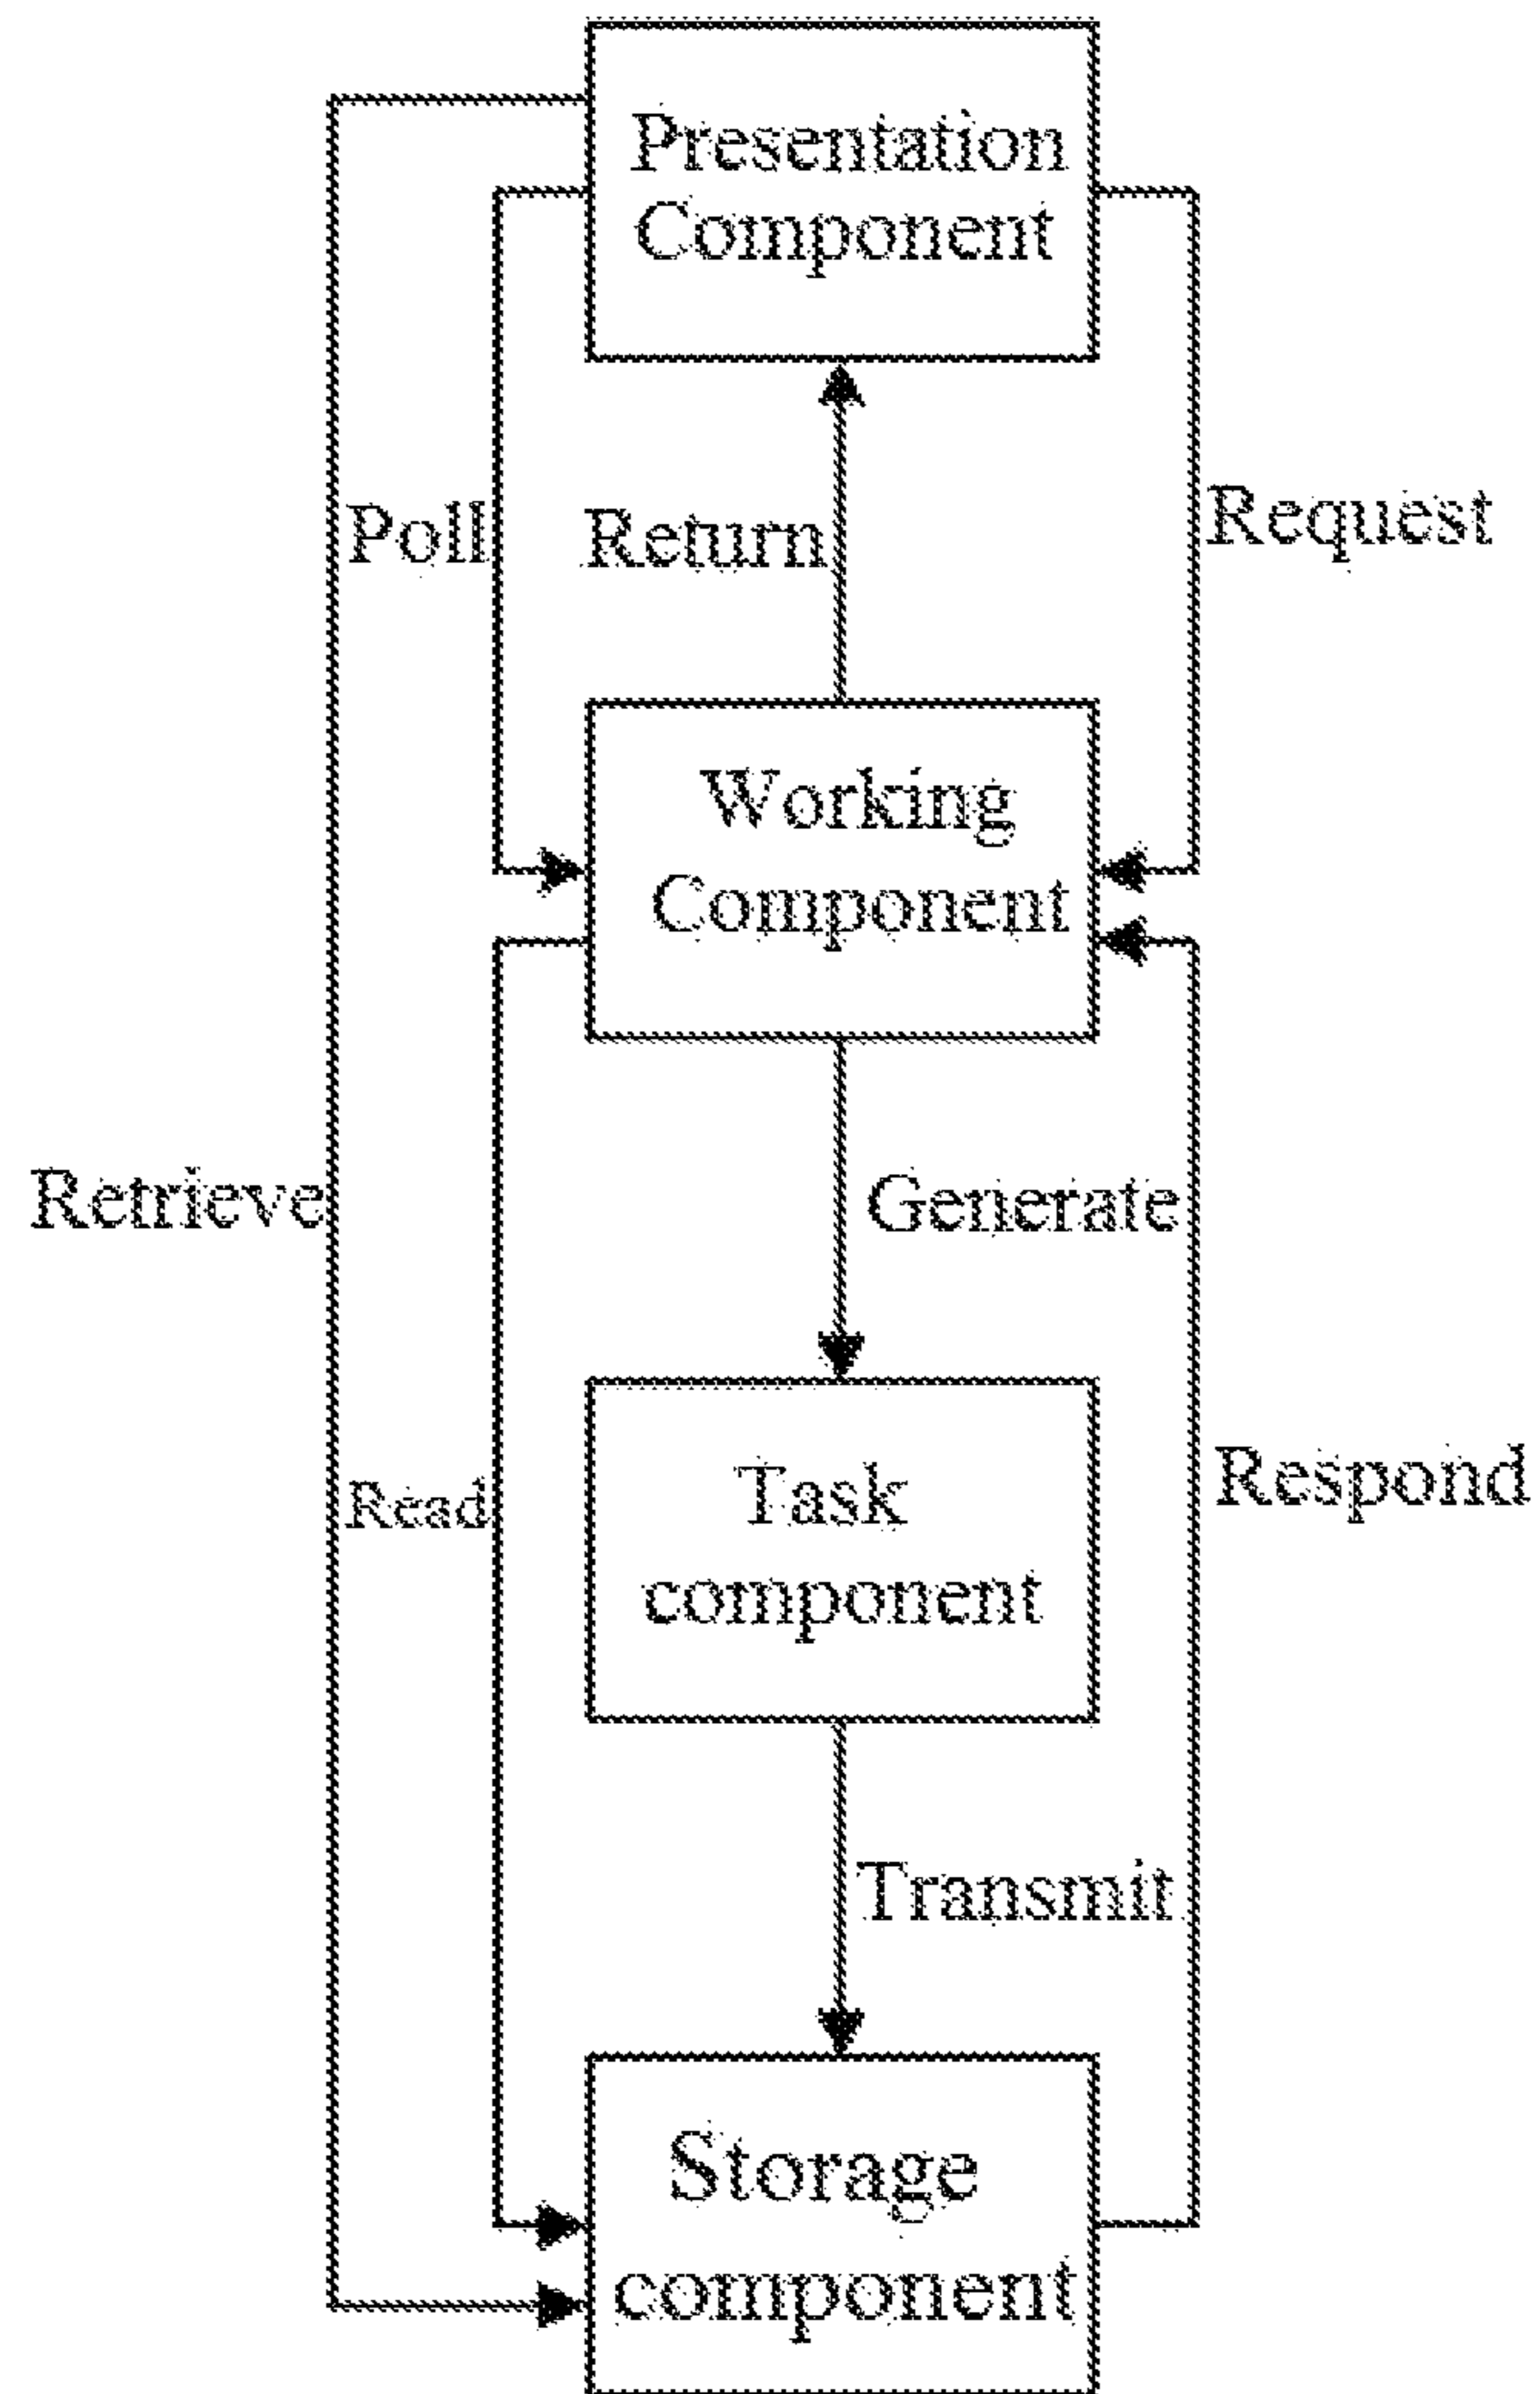 Presentation
Component
Poll
Return
Request
Working
Component
Retrieve
Generate
Read
Task
component
Respond
Transmit
Storage
component